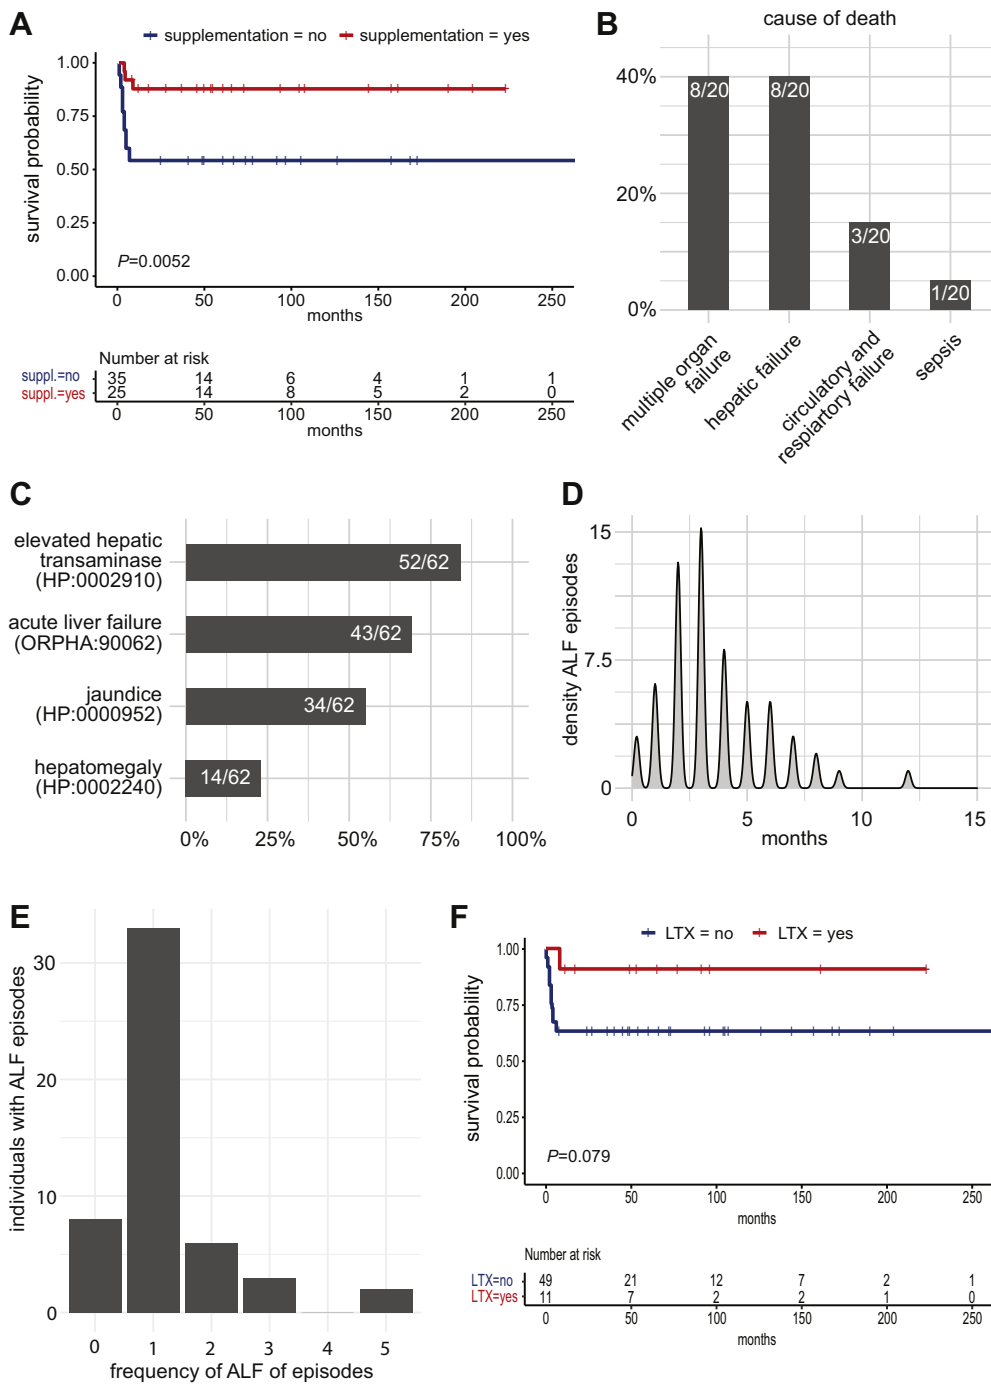 A
supplementation = no supplementation = yes
survival probability
1.00
0.75
0.50
0.25
0.00
P=0.0052
0 50 100 150 200 250
months
Number at risk
suppl.=no 35 14 6 4 1 1
suppl.=yes 25 14 8 5 2 0
0 50 100 150 200 250
months
B
cause of death
40%
20%
0%
8/20 8/20 3/20 1/20
multiple organ
failure
hepatic failure
circulatory and
respiartory failure
sepsis
C
elevated hepatic
transaminase
(HP:0002910)
52/62
acute liver failure
(ORPHA:90062)
43/62
jaundice
(HP:0000952)
34/62
hepatomegaly
(HP:0002240)
14/62
0% 25% 50% 75% 100%
D
density ALF episodes
15
7.5
0
0 5 10 15
months
E
individuals with ALF episodes
30
20
10
0
0 1 2 3 4 5
frequency of ALF of episodes
F
LTX = no LTX = yes
survival probability
1.00
0.75
0.50
0.25
0.00
P=0.079
0 50 100 150 200 250
months
Number at risk
LTX=no 49 21 12 7 2 1
LTX=yes 11 7 2 2 1 0
0 50 100 150 200 250
months